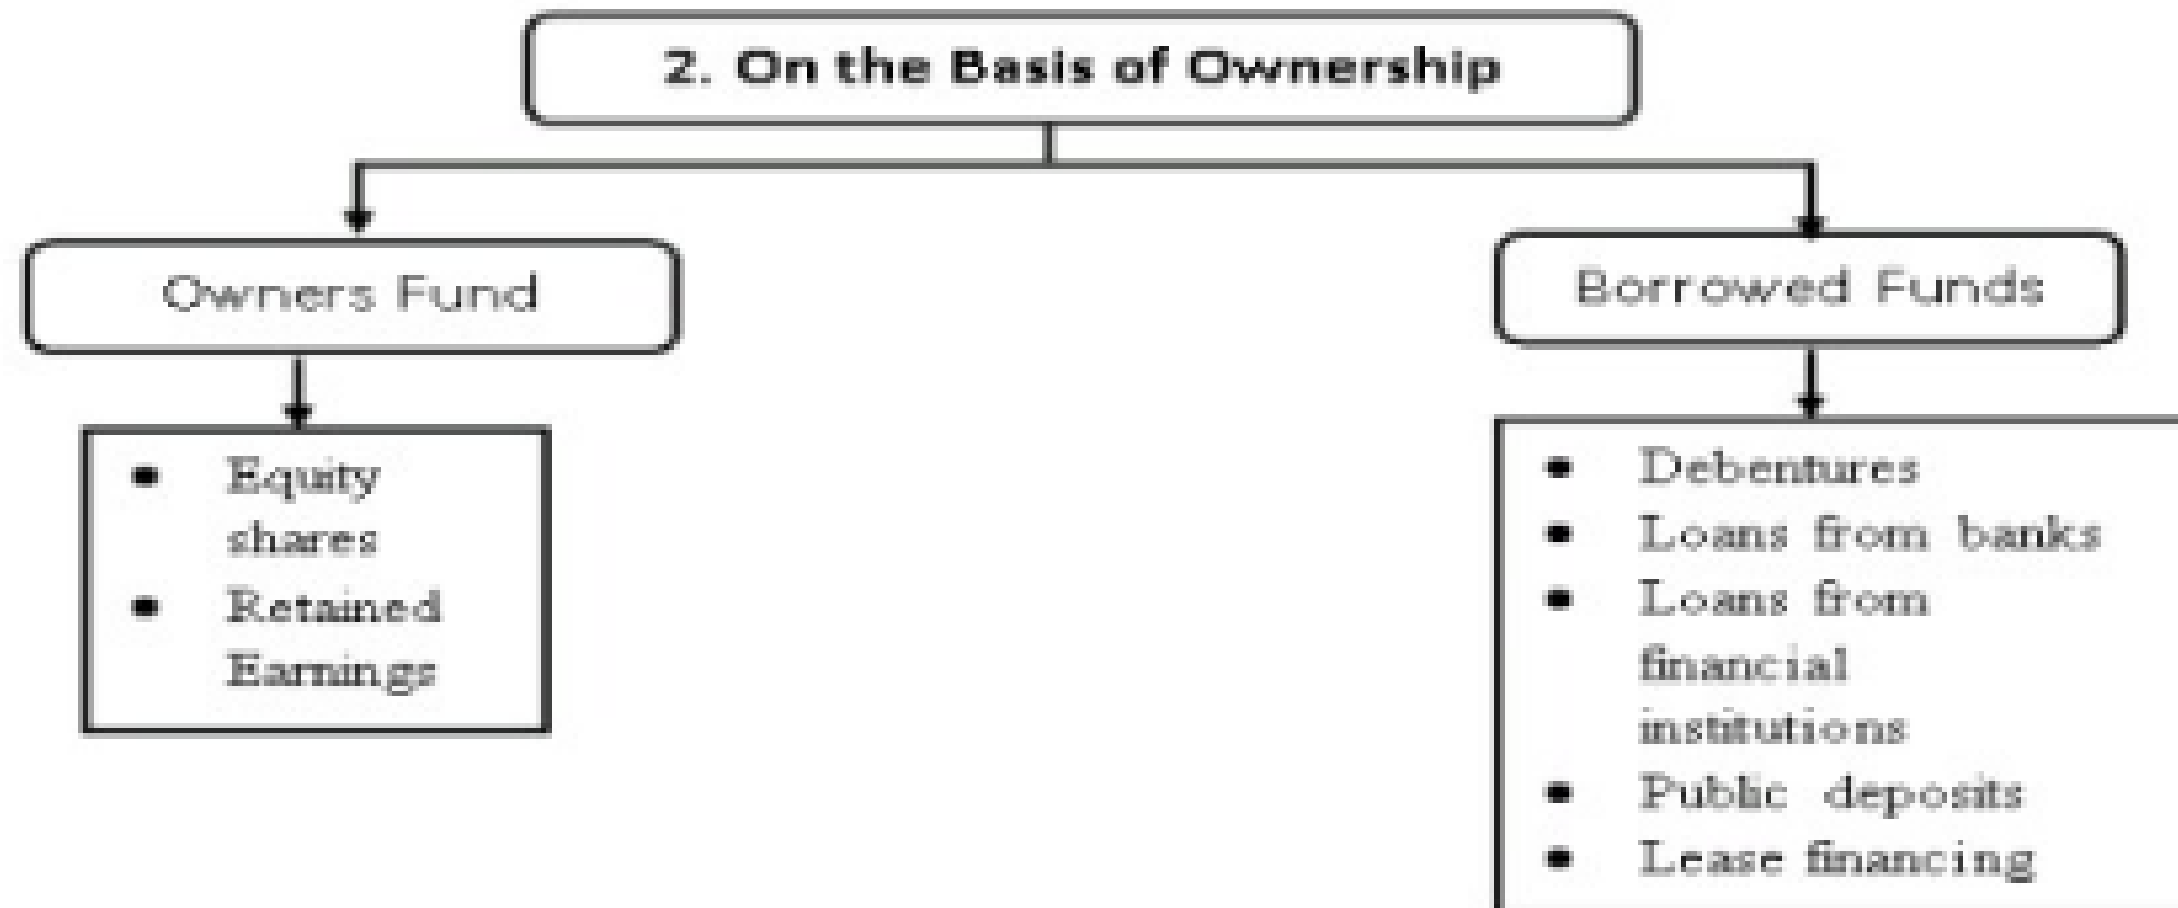 2. On the Basis of Ownership
Owners Fund
Borrowed Funds
• Equity
shares
• Retained
Earnings
• Debentures
• Loans from banks
• Loans from
financial
institutions
• Public deposits
• Lease financing